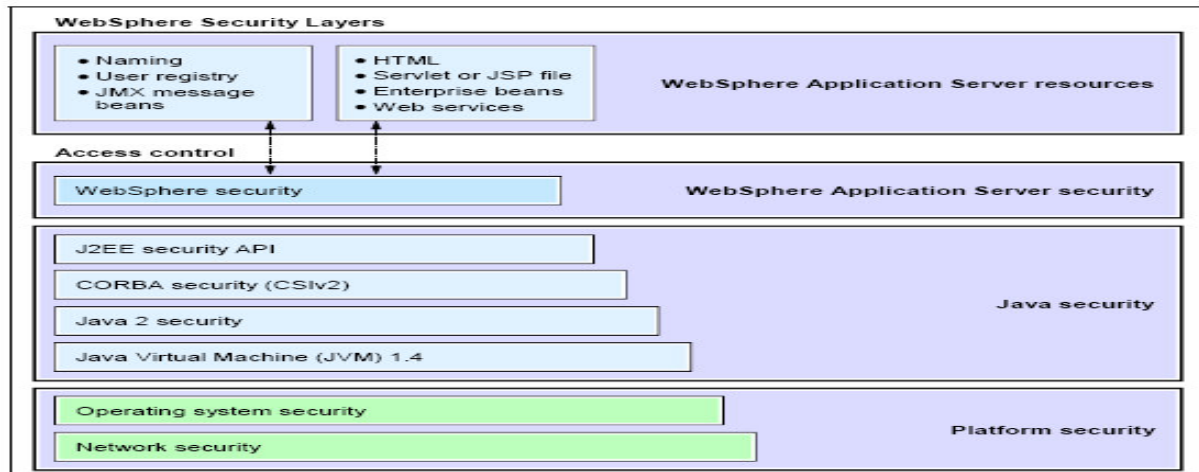 WebSphere Security Layers
• Naming
• User registry
• JMX message
beans
• HTML
• Servlet or JSP file
• Enterprise beans
• Web services
WebSphere Application Server resources
Access control
WebSphere security
WebSphere Application Server security
J2EE security API
CORBA security (CSIv2)
Java 2 security
Java Virtual Machine (JVM) 1.4
Java security
Operating system security
Network security
Platform security